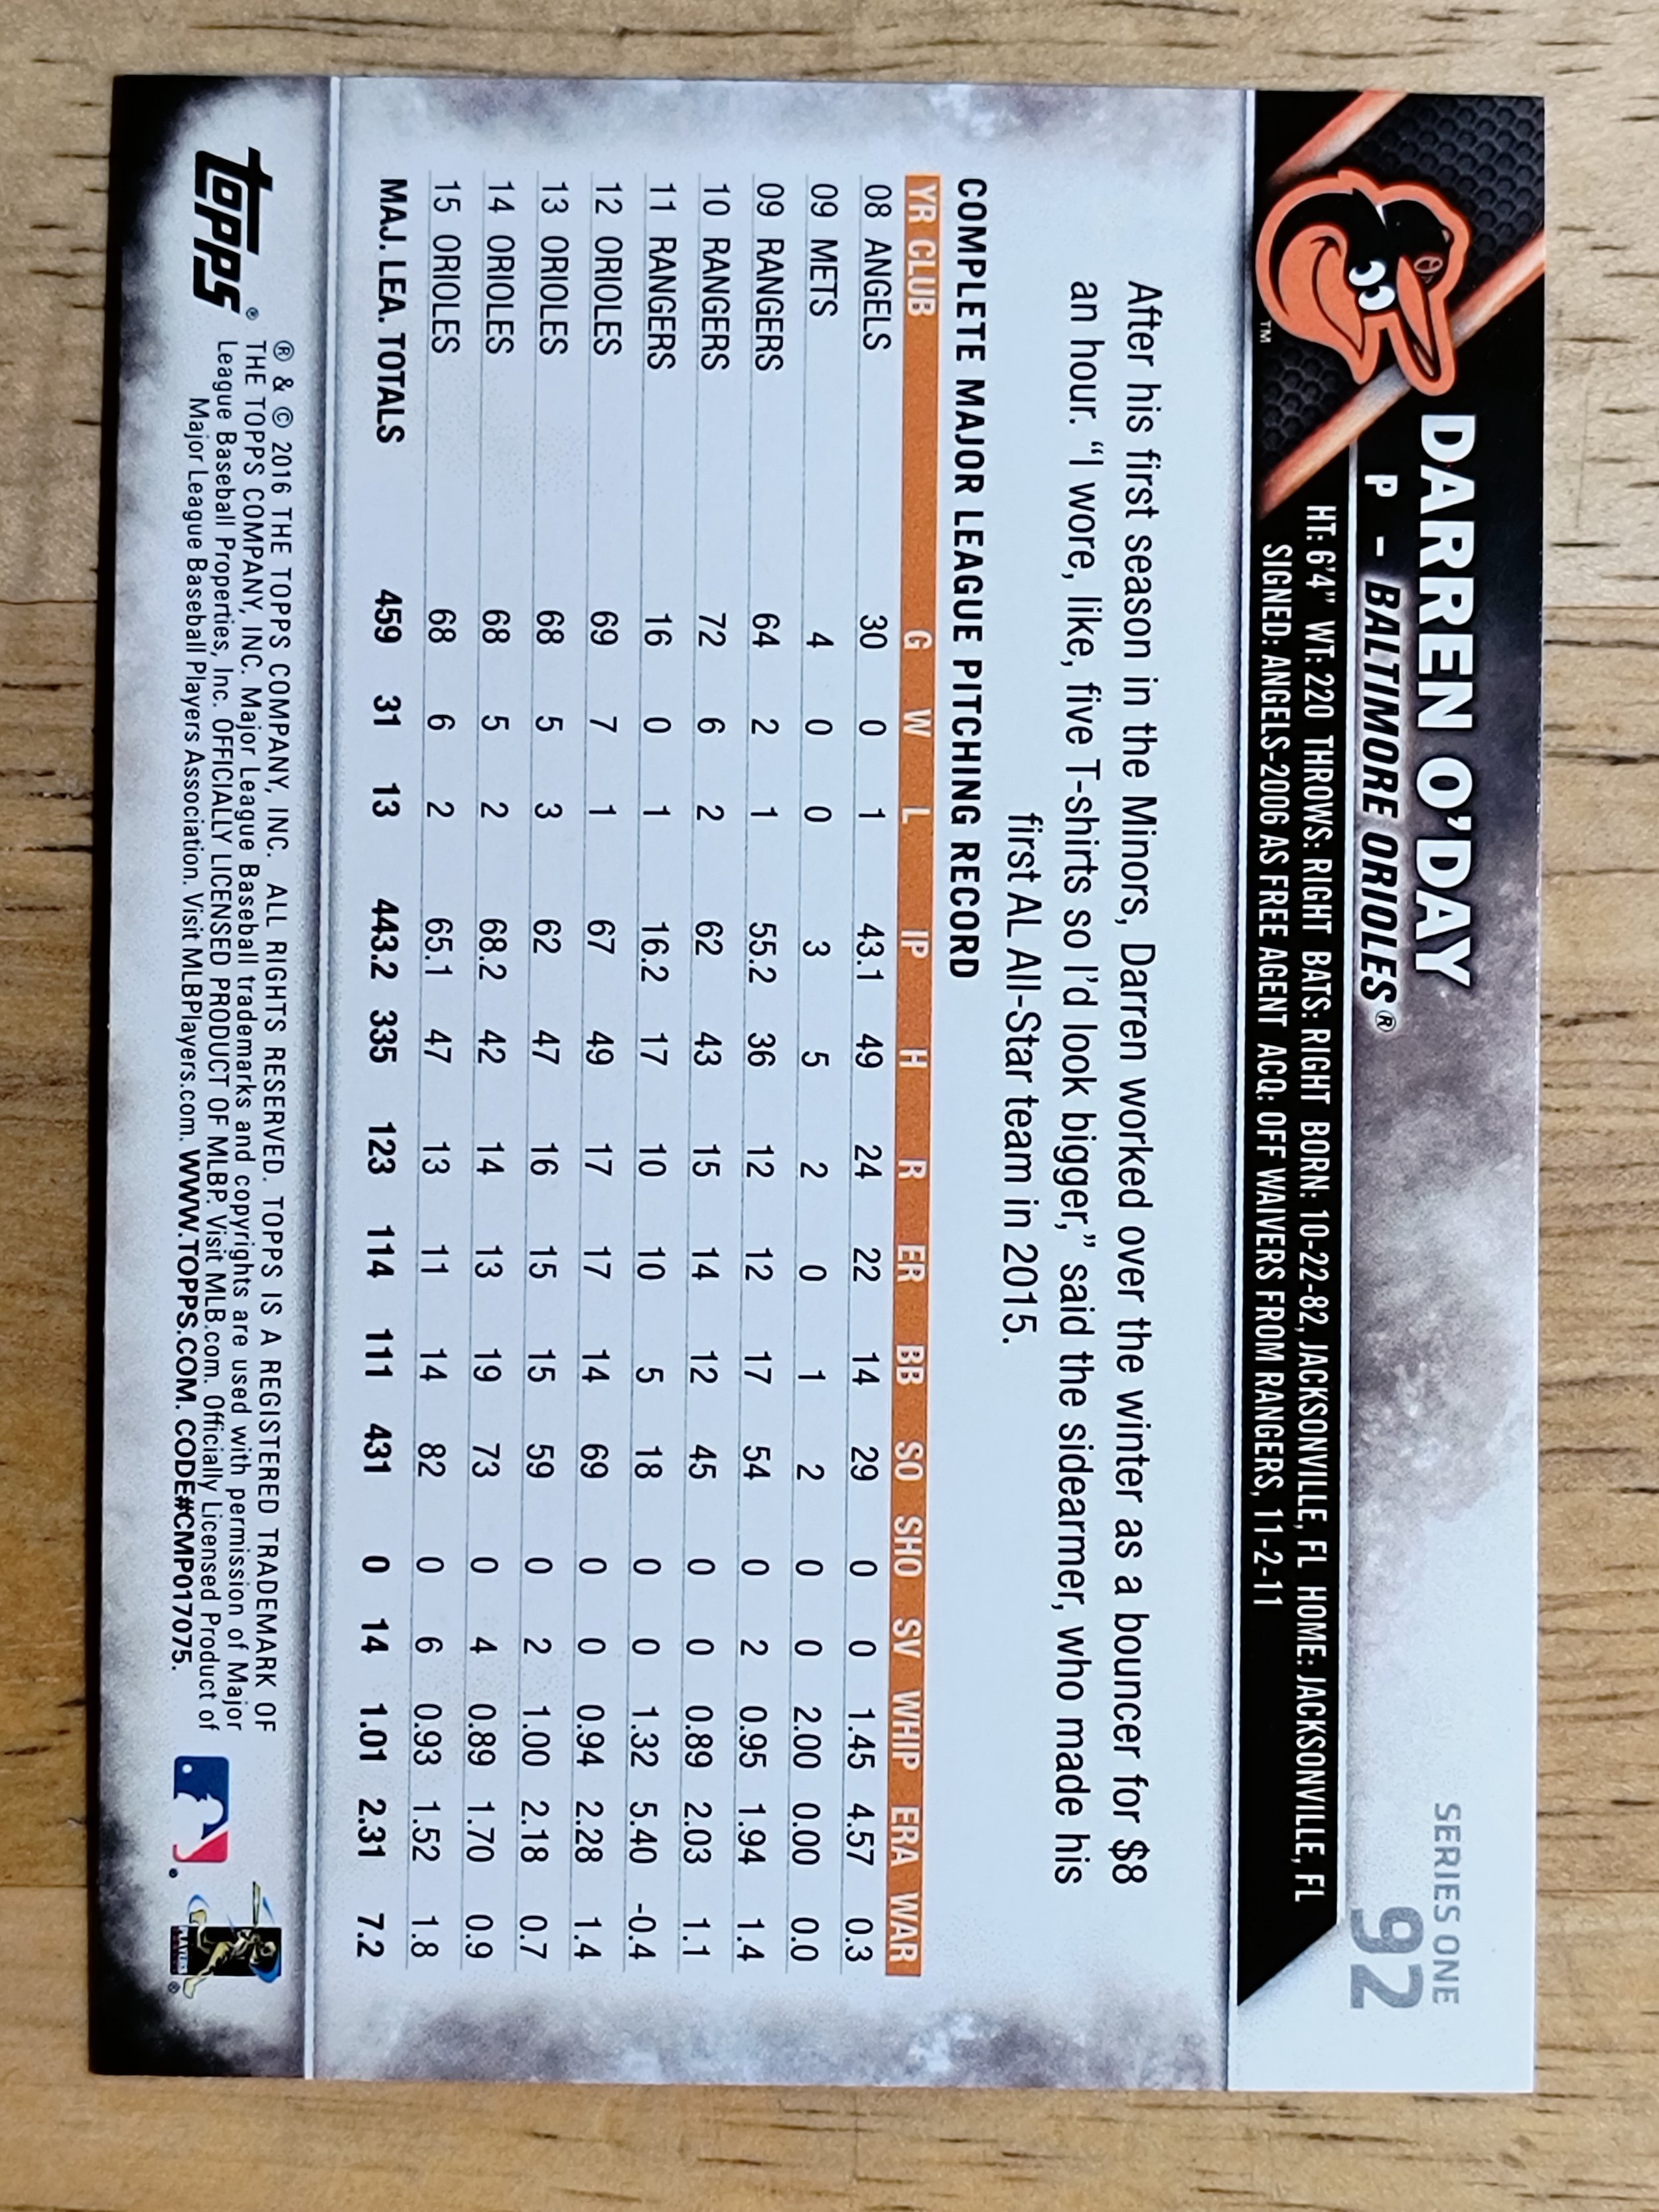 SERIES ONE
92
DARREN O'DAY
P - BALTIMORE ORIOLES®
HT: 6'4" WT: 220 THROWS: RIGHT BATS: RIGHT BORN: 10-22-82, JACKSONVILLE, FL HOME: JACKSONVILLE, FL
SIGNED: ANGELS-2006 AS FREE AGENT ACQ: OFF WAIVERS FROM RANGERS, 11-2-11
TM
After his first season in the Minors, Darren worked over the winter as a bouncer for $8
an hour. "I wore, like, five T-shirts so I'd look bigger," said the sidearmer, who made his
first AL All-Star team in 2015.
COMPLETE MAJOR LEAGUE PITCHING RECORD
YR CLUB G W L IP H R ER BB SO SHO SV WHIP ERA WAR
08 ANGELS 30 0 1 43.1 49 24 22 14 29 0 0 1.45 4.57 0.3
09 METS 4 0 0 3 5 2 0 1 2 0 0 2.00 0.00 0.0
09 RANGERS 64 2 1 55.2 36 12 12 17 54 0 2 0.95 1.94 1.4
10 RANGERS 72 6 2 62 43 15 14 12 45 0 0 0.89 2.03 1.1
11 RANGERS 16 0 1 16.2 17 10 10 5 18 0 0 1.32 5.40 -0.4
12 ORIOLES 69 7 1 67 49 17 17 14 69 0 0 0.94 2.28 1.4
13 ORIOLES 68 5 3 62 47 16 15 15 59 0 2 1.00 2.18 0.7
14 ORIOLES 68 5 2 68.2 42 14 13 19 73 0 4 0.89 1.70 0.9
15 ORIOLES 68 6 2 65.1 47 13 11 14 82 0 6 0.93 1.52 1.8
MAJ. LEA. TOTALS 459 31 13 443.2 335 123 114 111 431 0 14 1.01 2.31 7.2
topps®
® & © 2016 THE TOPPS COMPANY, INC. ALL RIGHTS RESERVED. TOPPS IS A REGISTERED TRADEMARK OF
THE TOPPS COMPANY, INC. Major League Baseball trademarks and copyrights are used with permission of Major
League Baseball Properties, Inc. OFFICIALLY LICENSED PRODUCT OF MLBP. Visit MLB.com. Officially Licensed Product of
Major League Baseball Players Association. Visit MLBPlayers.com. WWW.TOPPS.COM. CODE#CMP017075.